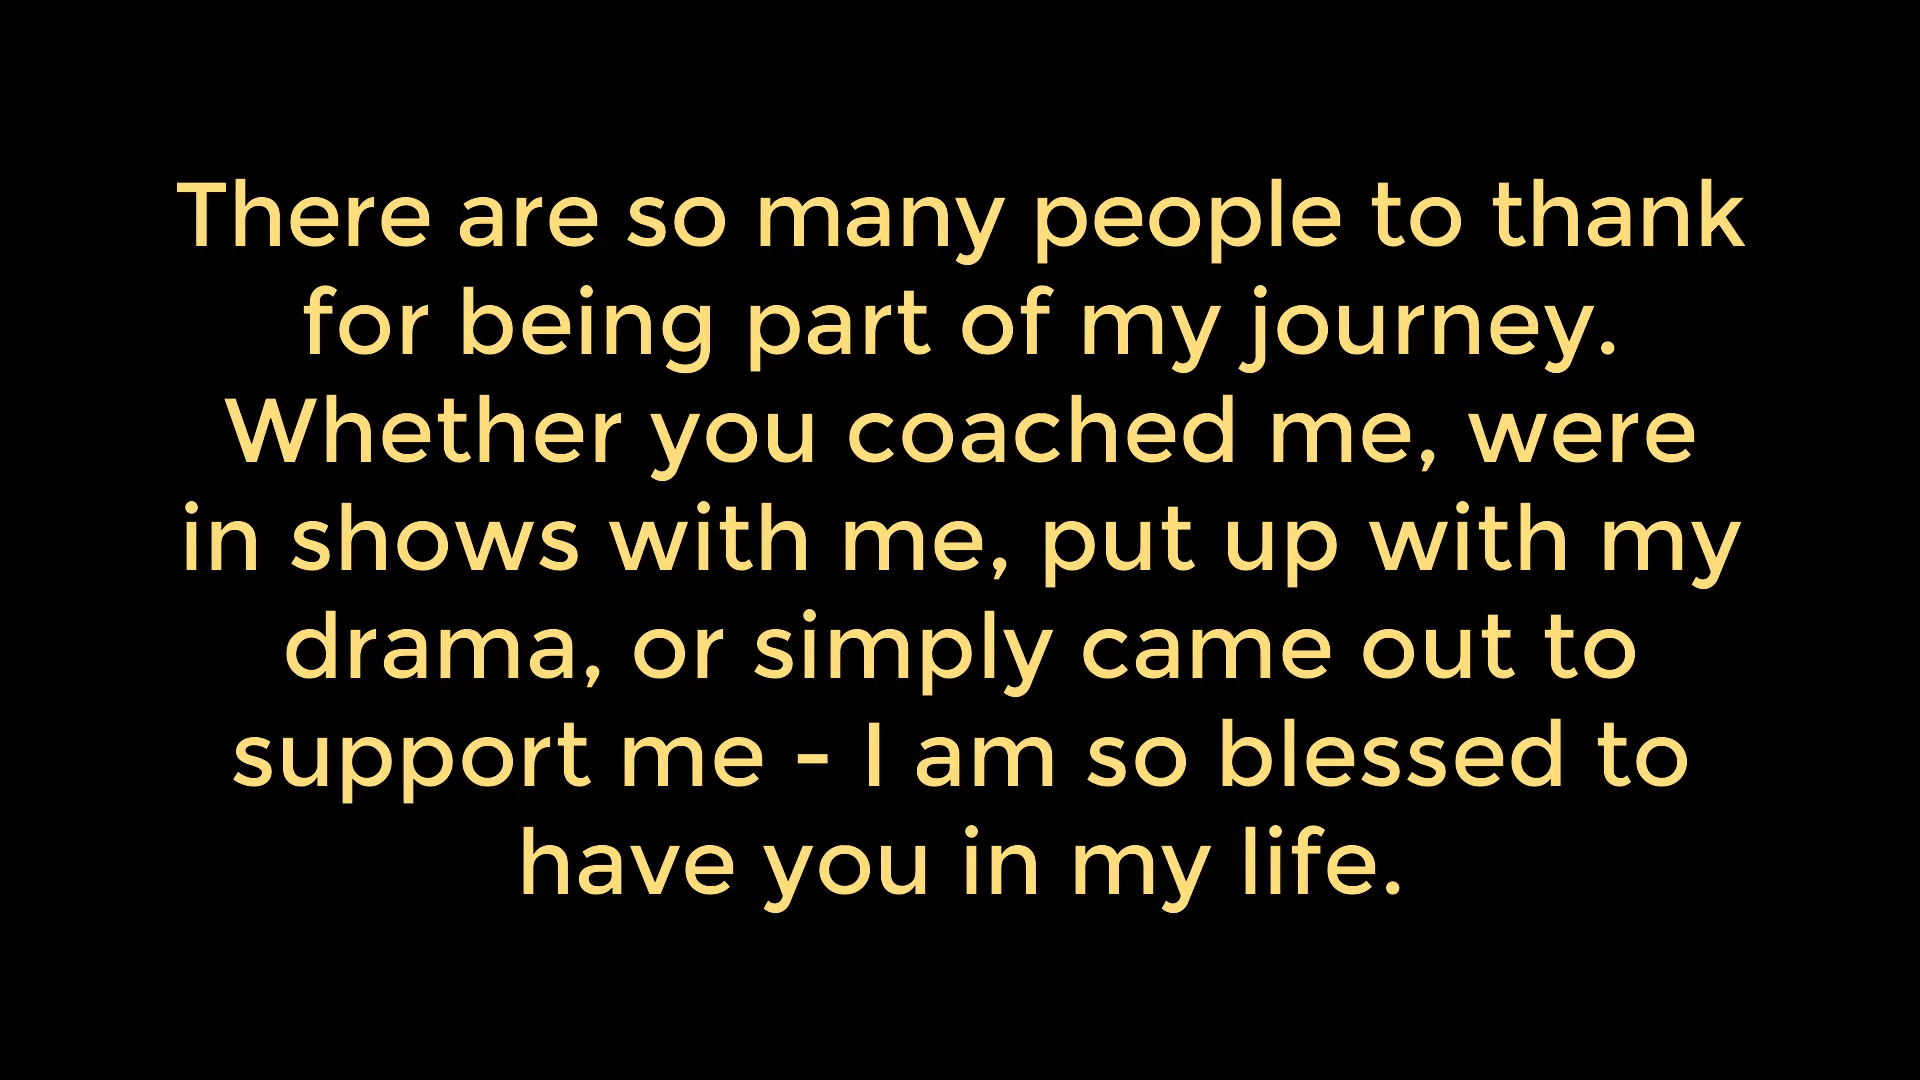 There are so many people to thank
for being part of my journey.
Whether you coached me, were
in shows with me, put up with my
drama, or simply came out to
support me - I am so blessed to
have you in my life.